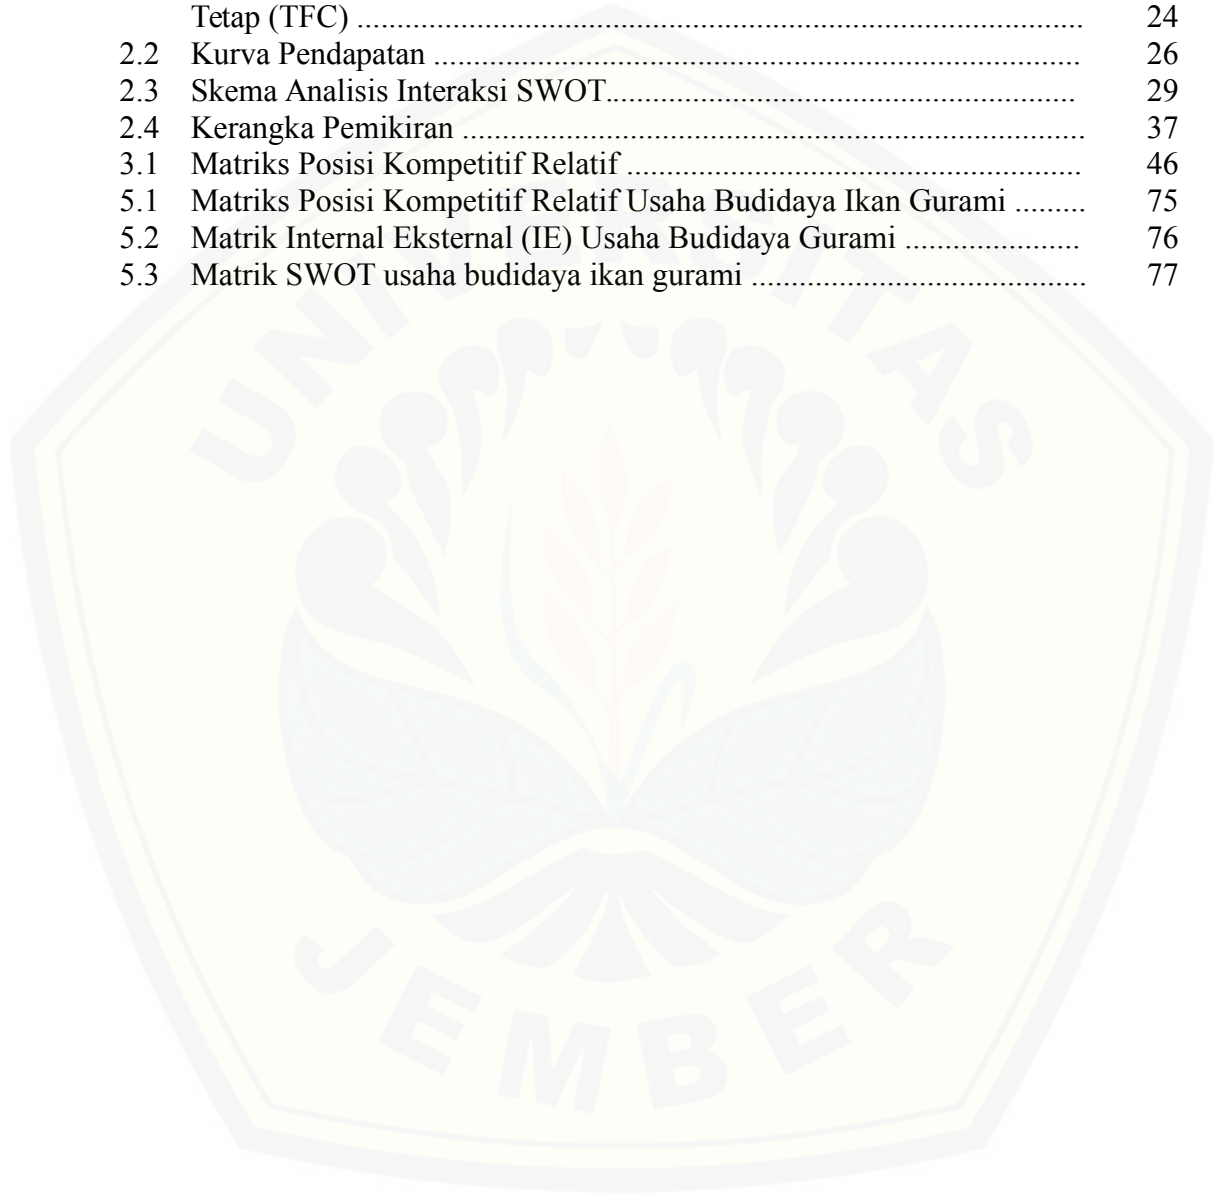 Tetap (TFC) ............................................................................................ 24
2.2 Kurva Pendapatan .................................................................................. 26
2.3 Skema Analisis Interaksi SWOT........................................................... 29
2.4 Kerangka Pemikiran ............................................................................... 37
3.1 Matriks Posisi Kompetitif Relatif .......................................................... 46
5.1 Matriks Posisi Kompetitif Relatif Usaha Budidaya Ikan Gurami ......... 75
5.2 Matrik Internal Eksternal (IE) Usaha Budidaya Gurami ...................... 76
5.3 Matrik SWOT usaha budidaya ikan gurami ........................................... 77
UNIVERSITAS
JEMBER